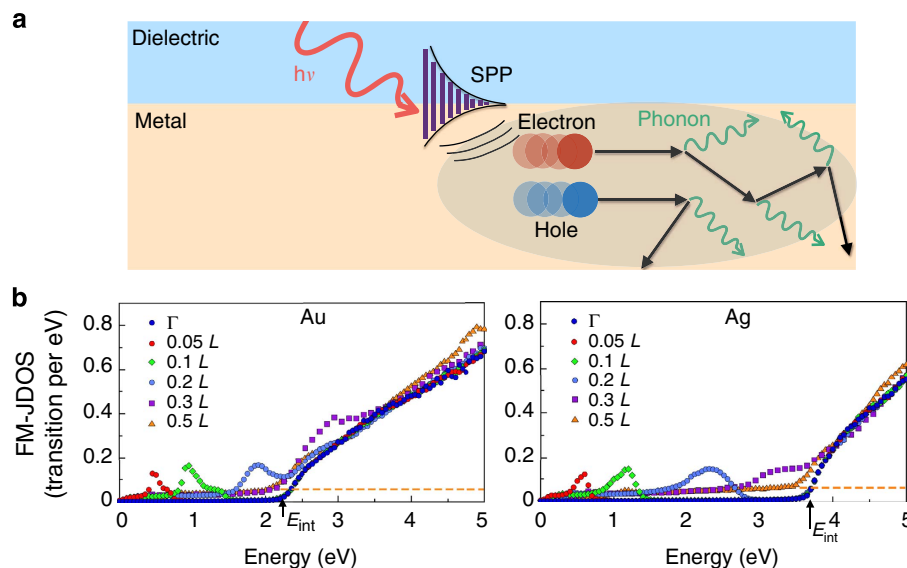 a
Dielectric
hν
SPP
Metal
Electron
Phonon
Hole
b
FM-JDOS
(transition per eV)
0.8
0.6
0.4
0.2
0
Au
Γ
0.05 L
0.1 L
0.2 L
0.3 L
0.5 L
0 1 2 3 4 5
Eint
Energy (eV)
0.8
0.6
0.4
0.2
0
Ag
Γ
0.05 L
0.1 L
0.2 L
0.3 L
0.5 L
0 1 2 3 4 5
Eint
Energy (eV)